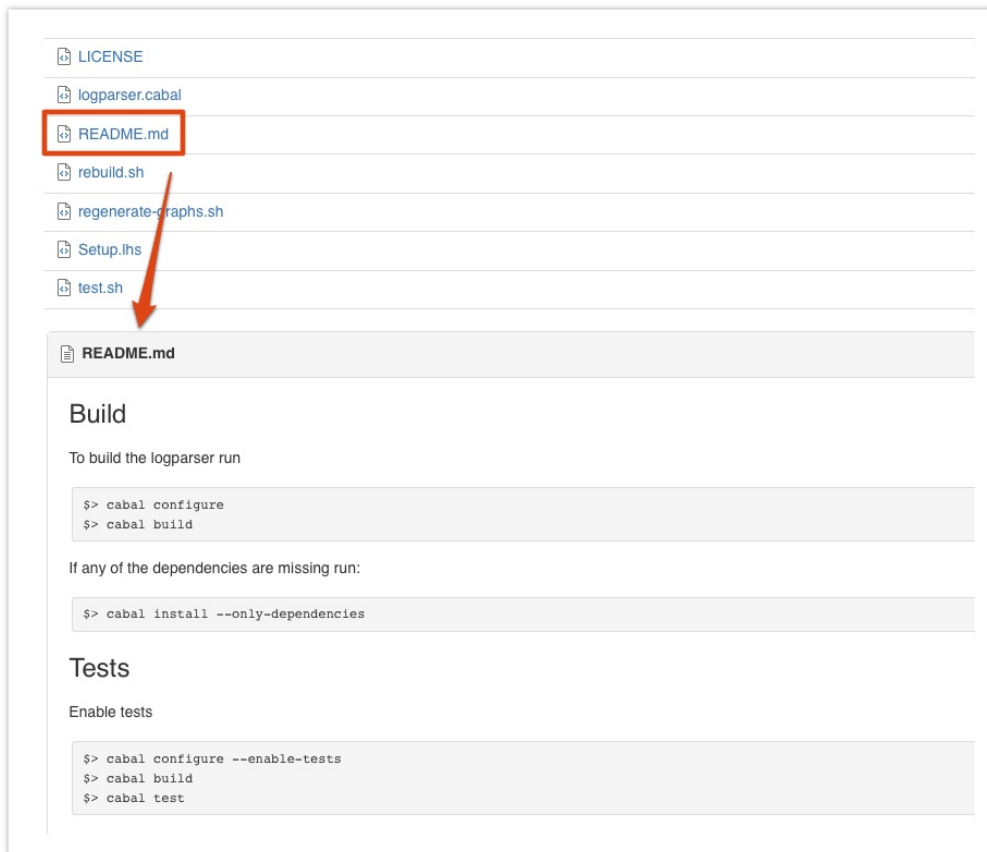 LICENSE
logparser.cabal
README.md
rebuild.sh
regenerate-graphs.sh
Setup.lhs
test.sh
README.md
Build
To build the logparser run
$> cabal configure
$> cabal build
If any of the dependencies are missing run:
$> cabal install --only-dependencies
Tests
Enable tests
$> cabal configure --enable-tests
$> cabal build
$> cabal test